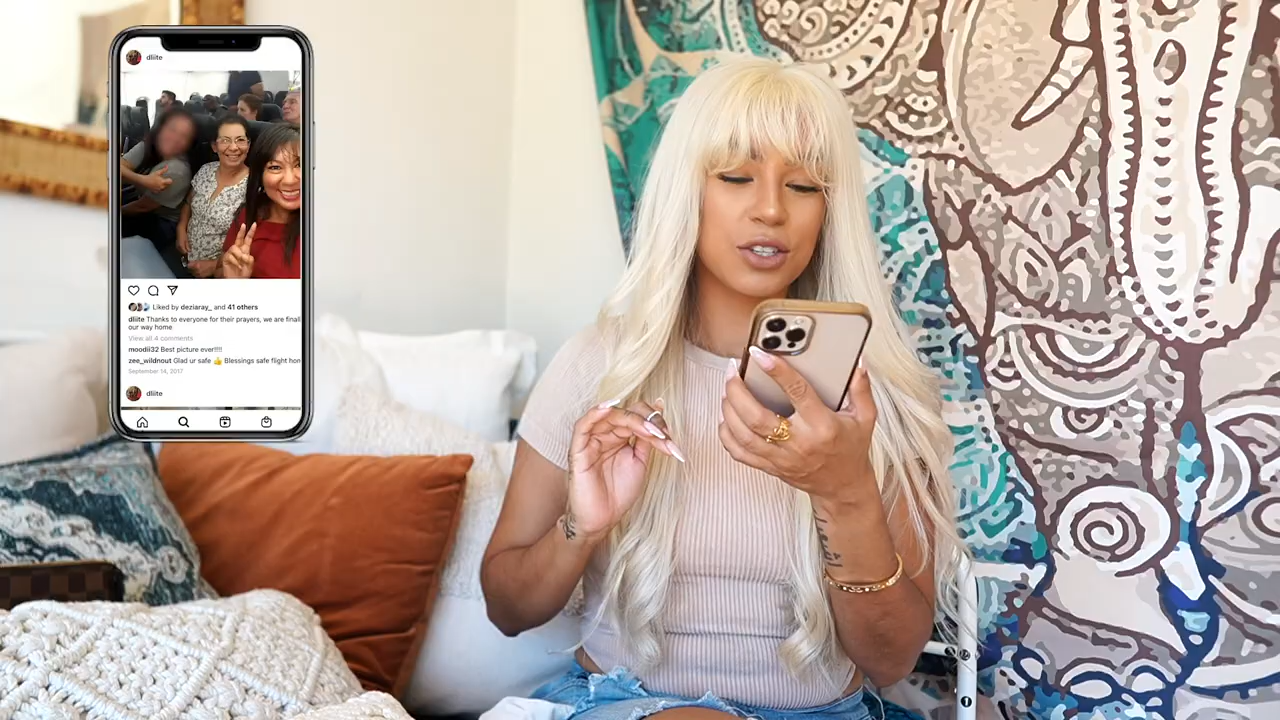 dliite
Liked by deziaray_ and 41 others
dliite Thanks to everyone for their prayers, we are
our way home
View all 4 comments
moodii32 Best picture ever!!!!
zee_wildnout Glad ur safe 👍 Blessings safe flight
September 14, 2017
dliite